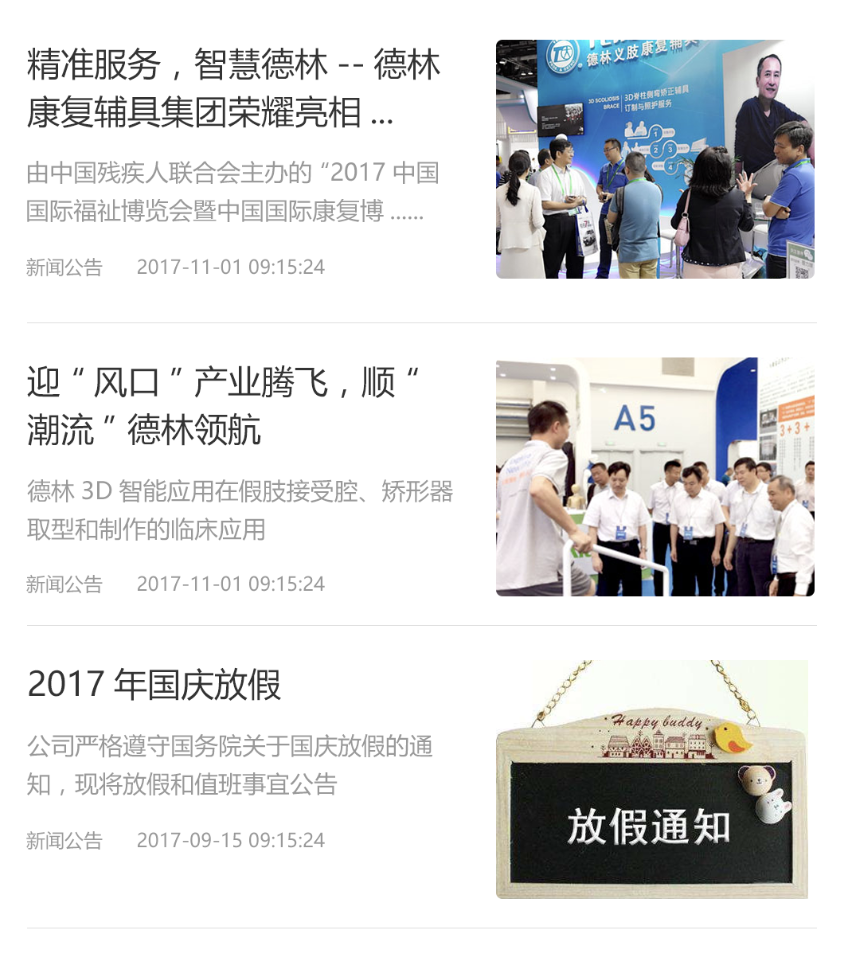 精准服务，智慧德林 -- 德林
康复辅具集团荣耀亮相 ...
由中国残疾人联合会主办的 “2017 中国
国际福祉博览会暨中国国际康复博 ......
新闻公告 2017-11-01 09:15:24
德林义肢康复辅具
3D SCOLIOSIS
BRACE
3D脊柱侧弯矫正辅具
订制与照护服务
1
2
3
4
迎 “ 风口 ” 产业腾飞，顺 “
潮流 ” 德林领航
德林 3D 智能应用在假肢接受腔、矫形器
取型和制作的临床应用
新闻公告 2017-11-01 09:15:24
A5
3+3+
2017 年国庆放假
公司严格遵守国务院关于国庆放假的通
知，现将放假和值班事宜公告
新闻公告 2017-09-15 09:15:24
Happy buddy
放假通知